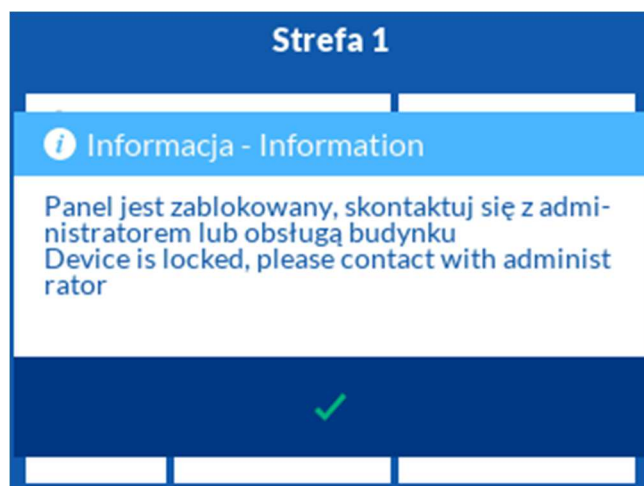 Strefa 1
Informacja - Information
Panel jest zablokowany, skontaktuj się z admi-
nistratorem lub obsługą budynku
Device is locked, please contact with administ
rator